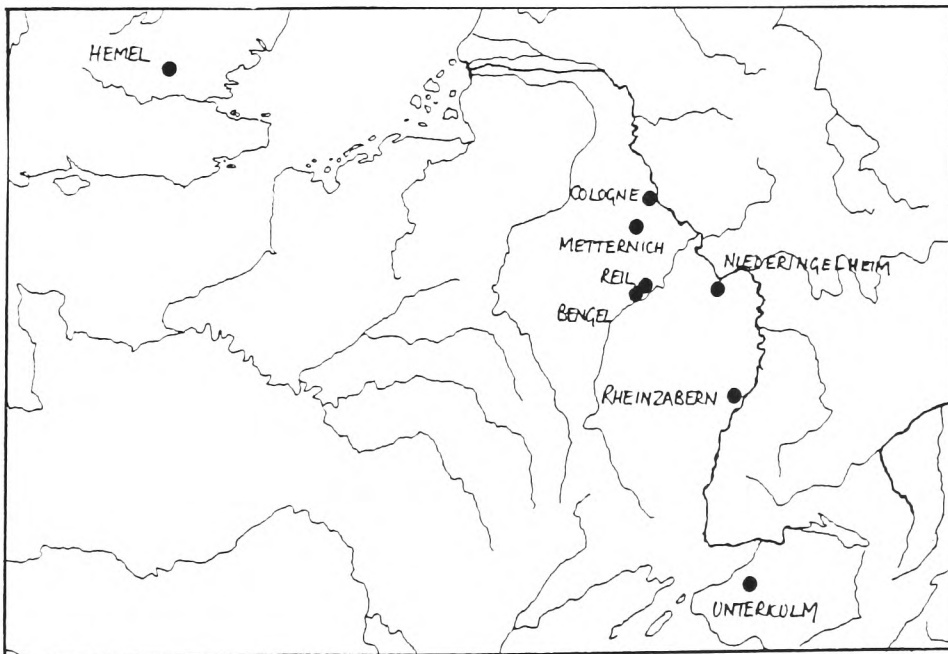 HEMEL
COLOGNE
METTERNICH
NIEDERINGELHEIM
REIL
BENGEL
RHEINZABERN
UNTERKULM